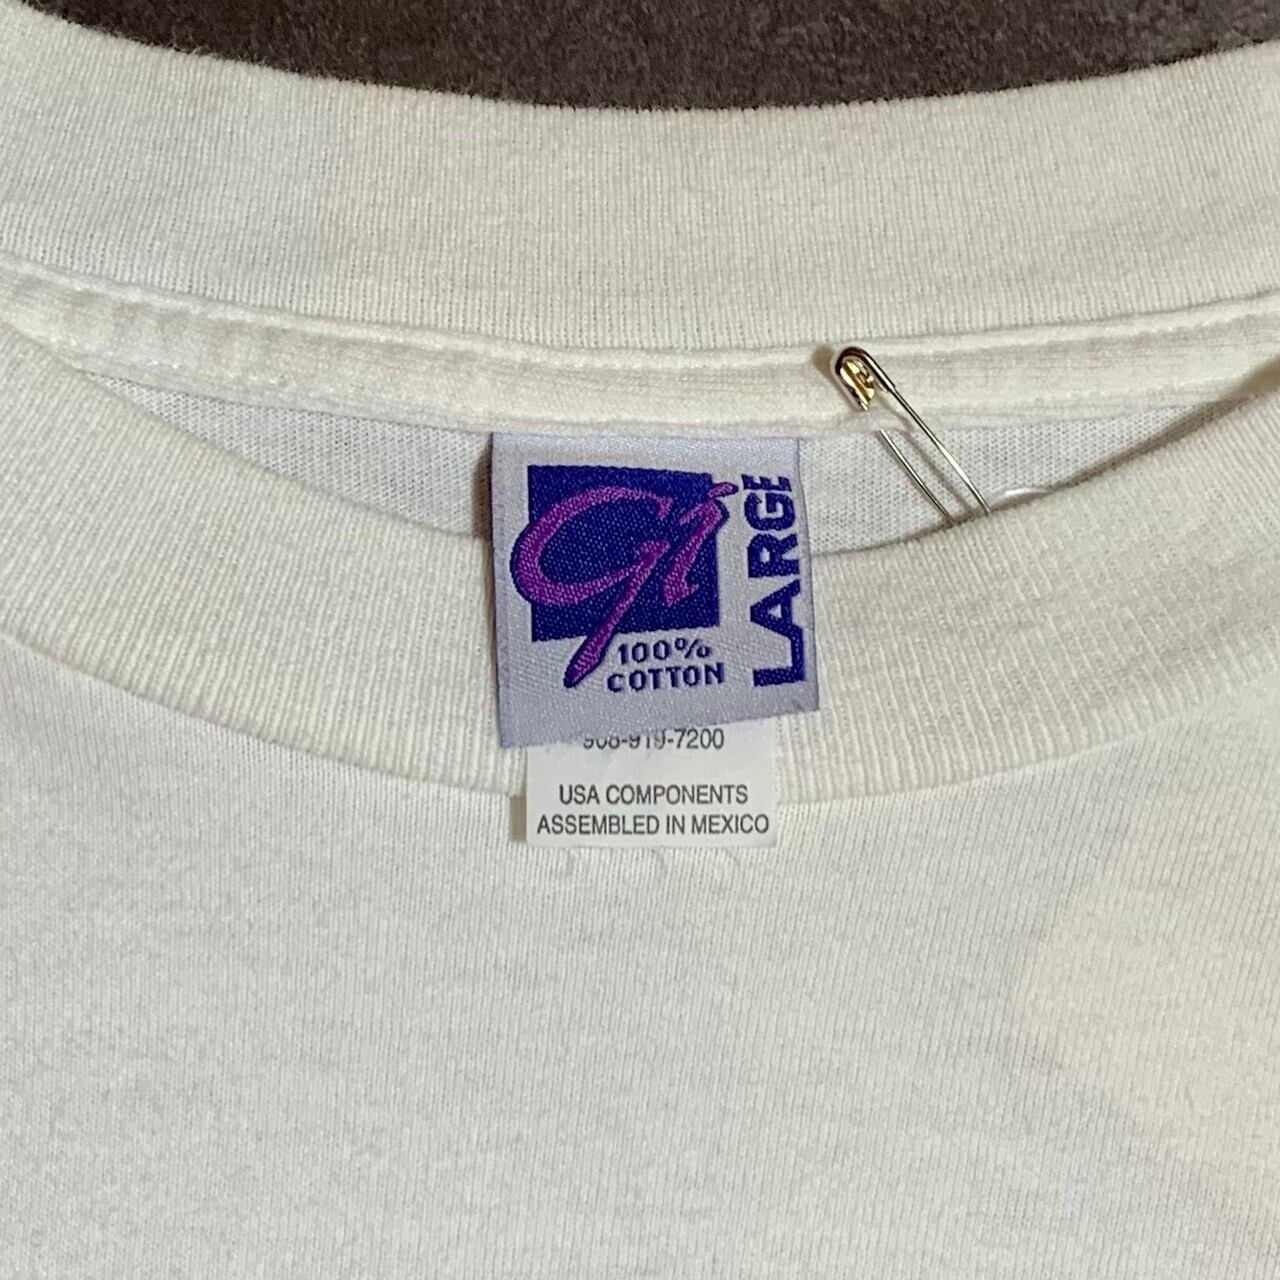 Gi
LARGE
100%
COTTON
908-919-7200
USA COMPONENTS
ASSEMBLED IN MEXICO